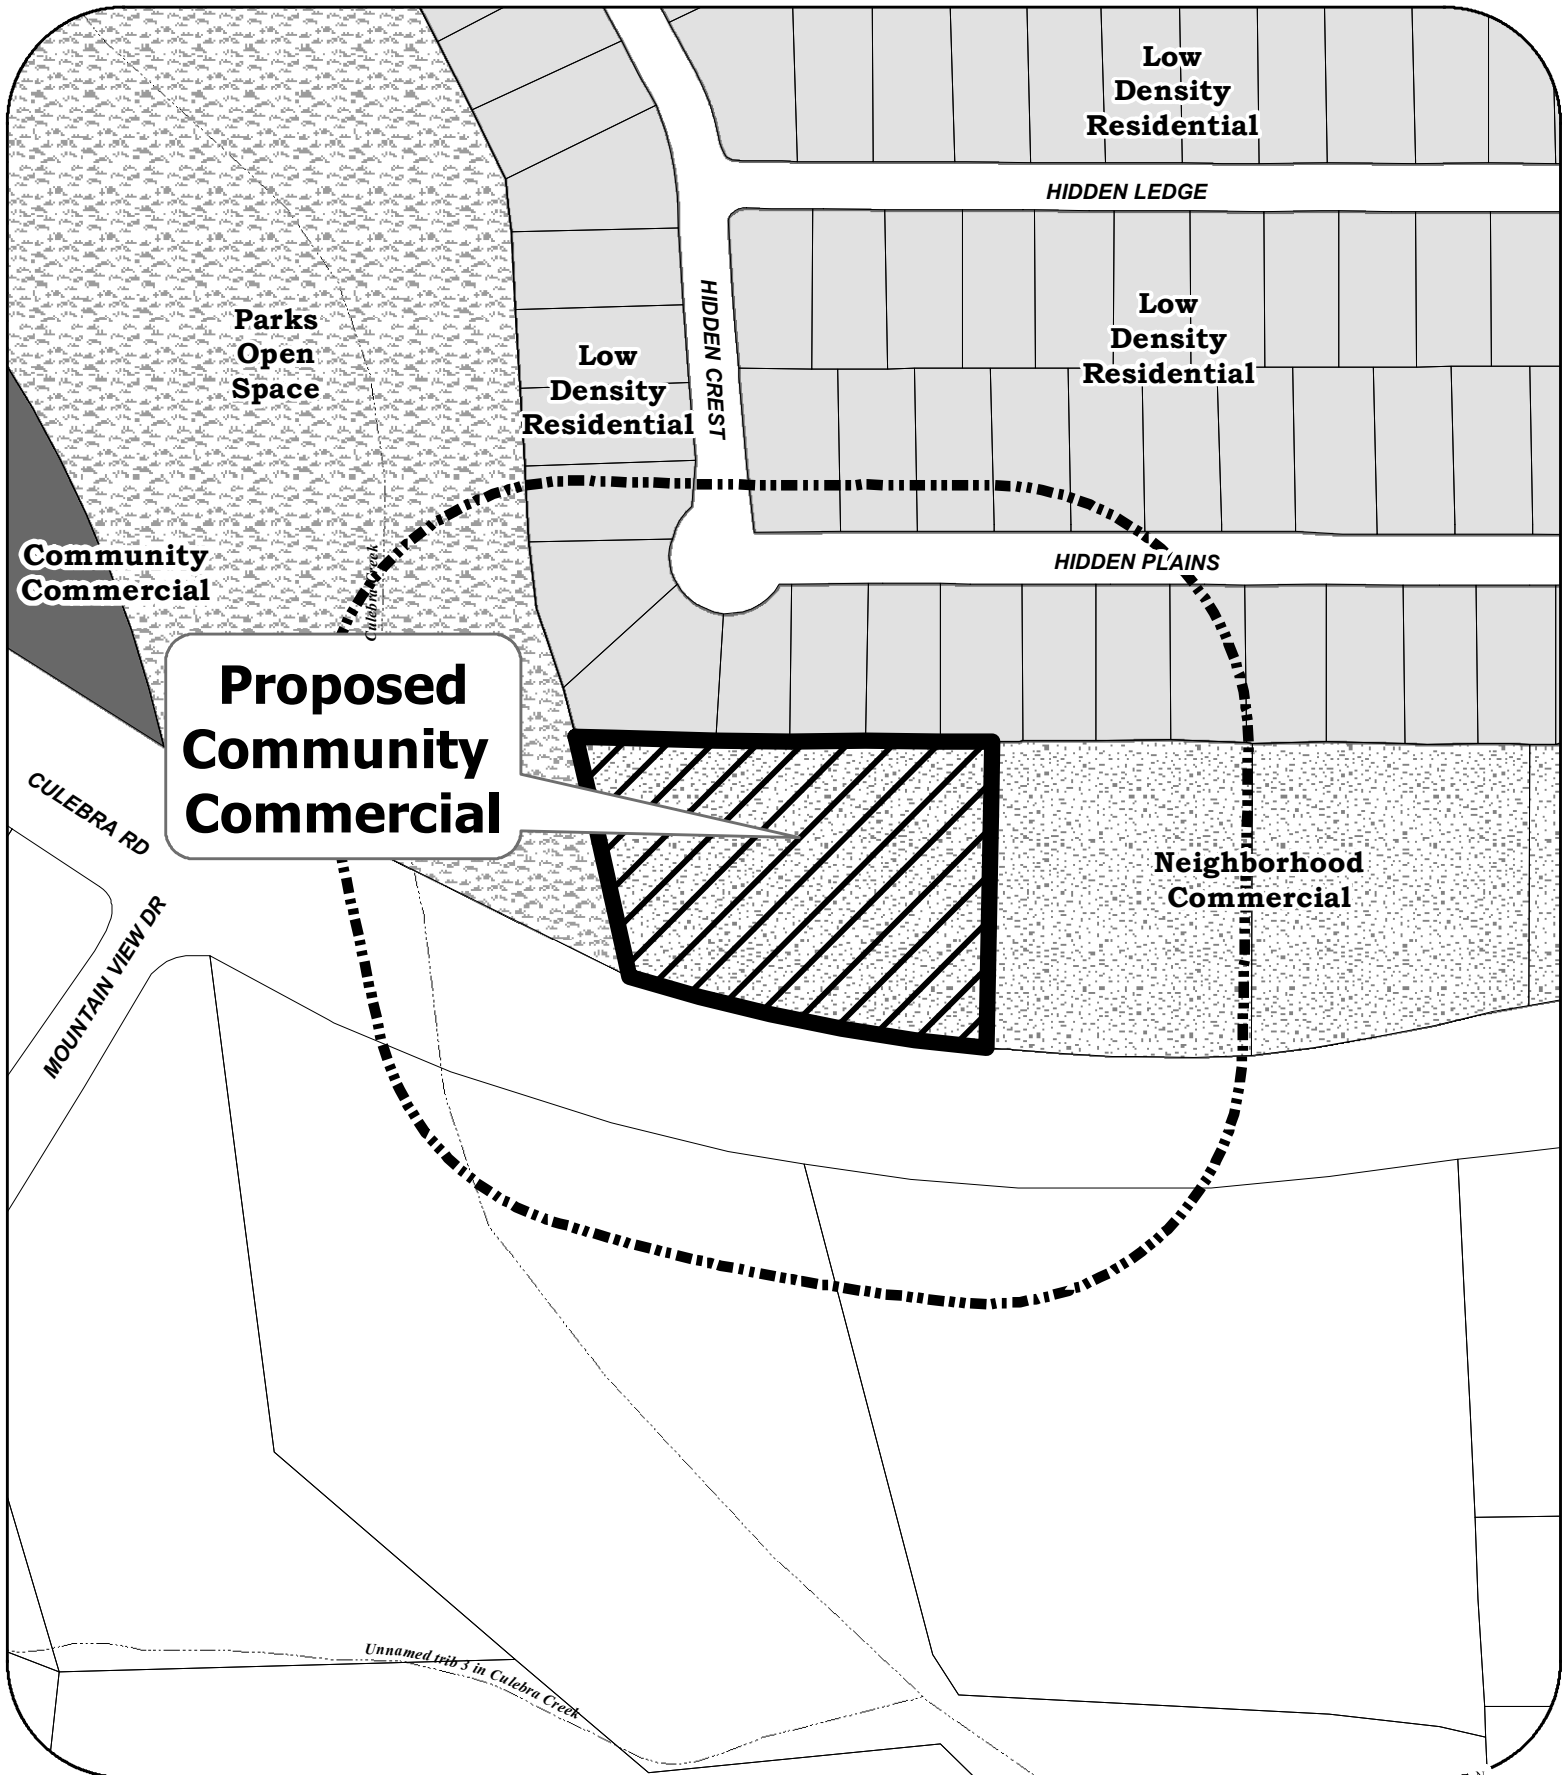 Low
Density
Residential
HIDDEN LEDGE
Parks
Open
Space
Low
Density
Residential
HIDDEN CREST
Low
Density
Residential
Community
Commercial
Culebra Creek
HIDDEN PLAINS
Proposed
Community
Commercial
CULEBRA RD
MOUNTAIN VIEW DR
Neighborhood
Commercial
Unnamed trib 3 in Culebra Creek